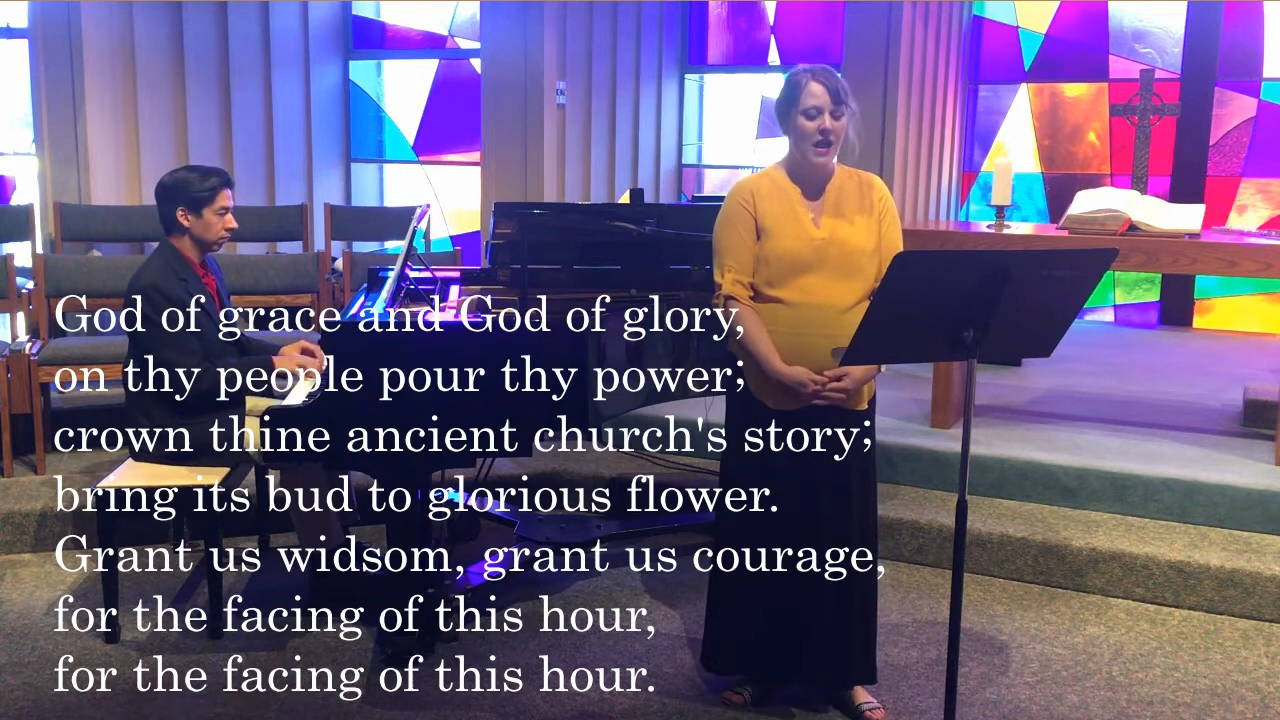 God of grace and God of glory,
on thy people pour thy power;
crown thine ancient church's story;
bring its bud to glorious flower.
Grant us widsom, grant us courage,
for the facing of this hour,
for the facing of this hour.